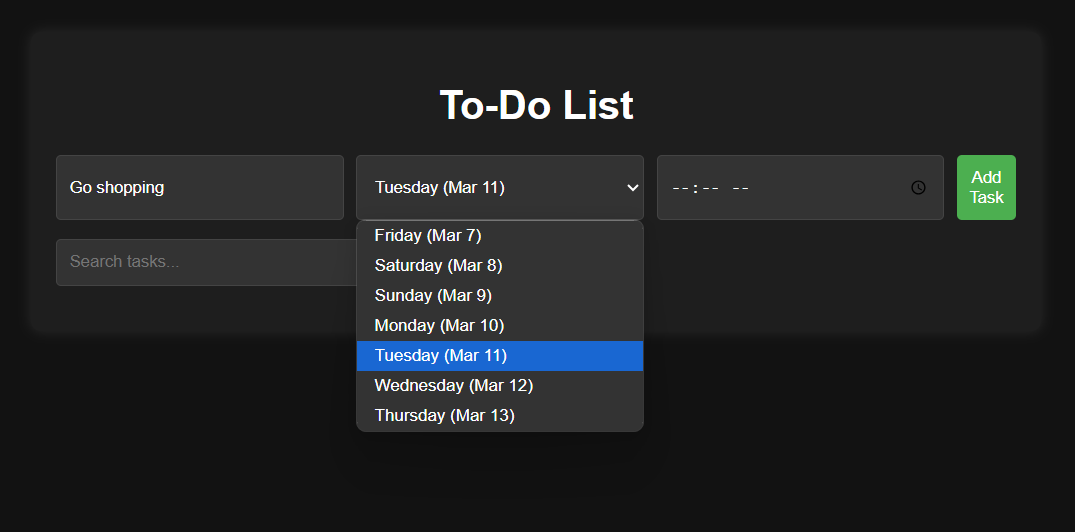 To-Do List
Go shopping
Tuesday (Mar 11)
--:-- --
Add
Task
Search tasks...
Friday (Mar 7)
Saturday (Mar 8)
Sunday (Mar 9)
Monday (Mar 10)
Tuesday (Mar 11)
Wednesday (Mar 12)
Thursday (Mar 13)